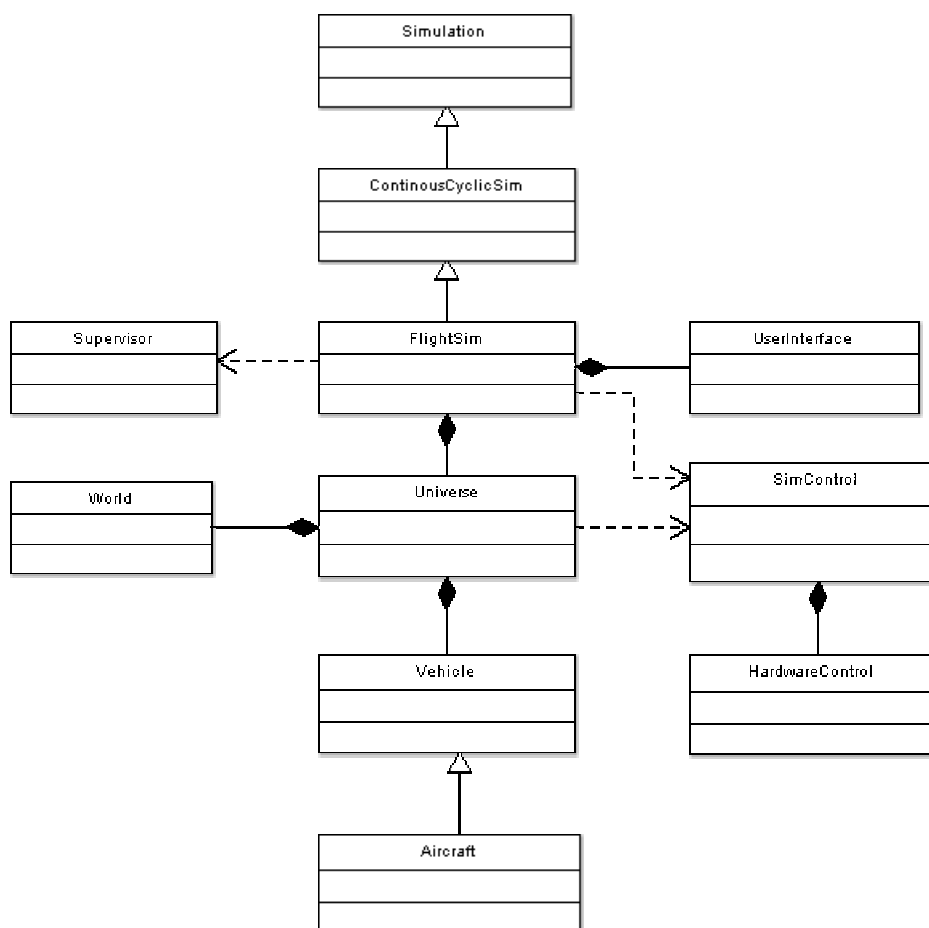 Simulation
ContinousCyclicSim
Supervisor
FlightSim
UserInterface
World
Universe
SimControl
Vehicle
HardwareControl
Aircraft